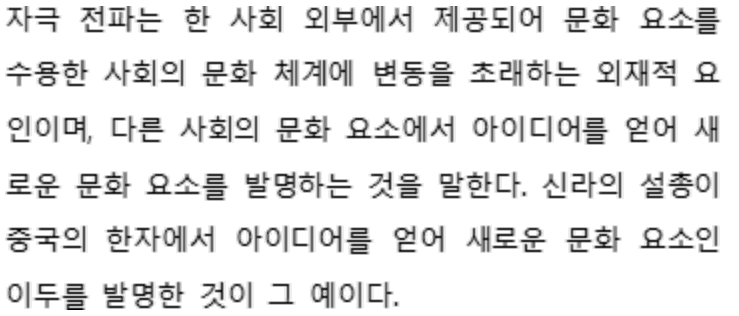 자극 전파는 한 사회 외부에서 제공되어 문화 요소를
수용한 사회의 문화 체계에 변동을 초래하는 외재적 요
인이며, 다른 사회의 문화 요소에서 아이디어를 얻어 새
로운 문화 요소를 발명하는 것을 말한다. 신라의 설총이
중국의 한자에서 아이디어를 얻어 새로운 문화 요소인
이두를 발명한 것이 그 예이다.